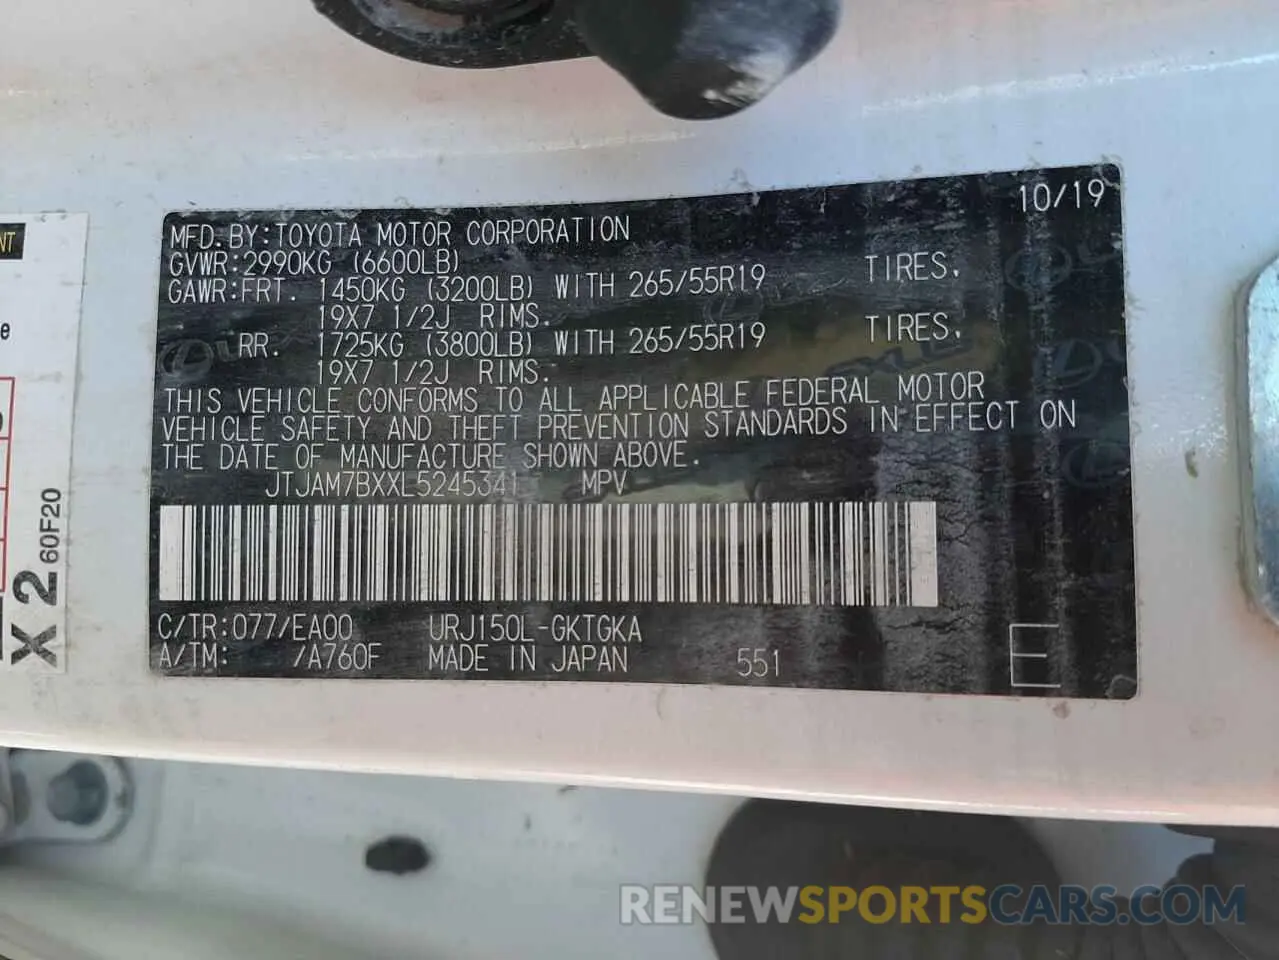 10/19
MFD.BY:TOYOTA MOTOR CORPORATION
GVWR:2990KG (6600LB)
GAWR:FRT. 1450KG (3200LB) WITH 265/55R19 TIRES.
19X7 1/2J RIMS.
RR. 1725KG (3800LB) WITH 265/55R19 TIRES.
19X7 1/2J RIMS.
THIS VEHICLE CONFORMS TO ALL APPLICABLE FEDERAL MOTOR
VEHICLE SAFETY AND THEFT PREVENTION STANDARDS IN EFFECT ON
THE DATE OF MANUFACTURE SHOWN ABOVE.
JTJAM7BXXL5245341 MPV
C/TR:077/EA00 URJ150L-GKTGKA
A/TM: /A760F MADE IN JAPAN 551
E
X 2 60F20
RENEWSPORTSCARS.COM